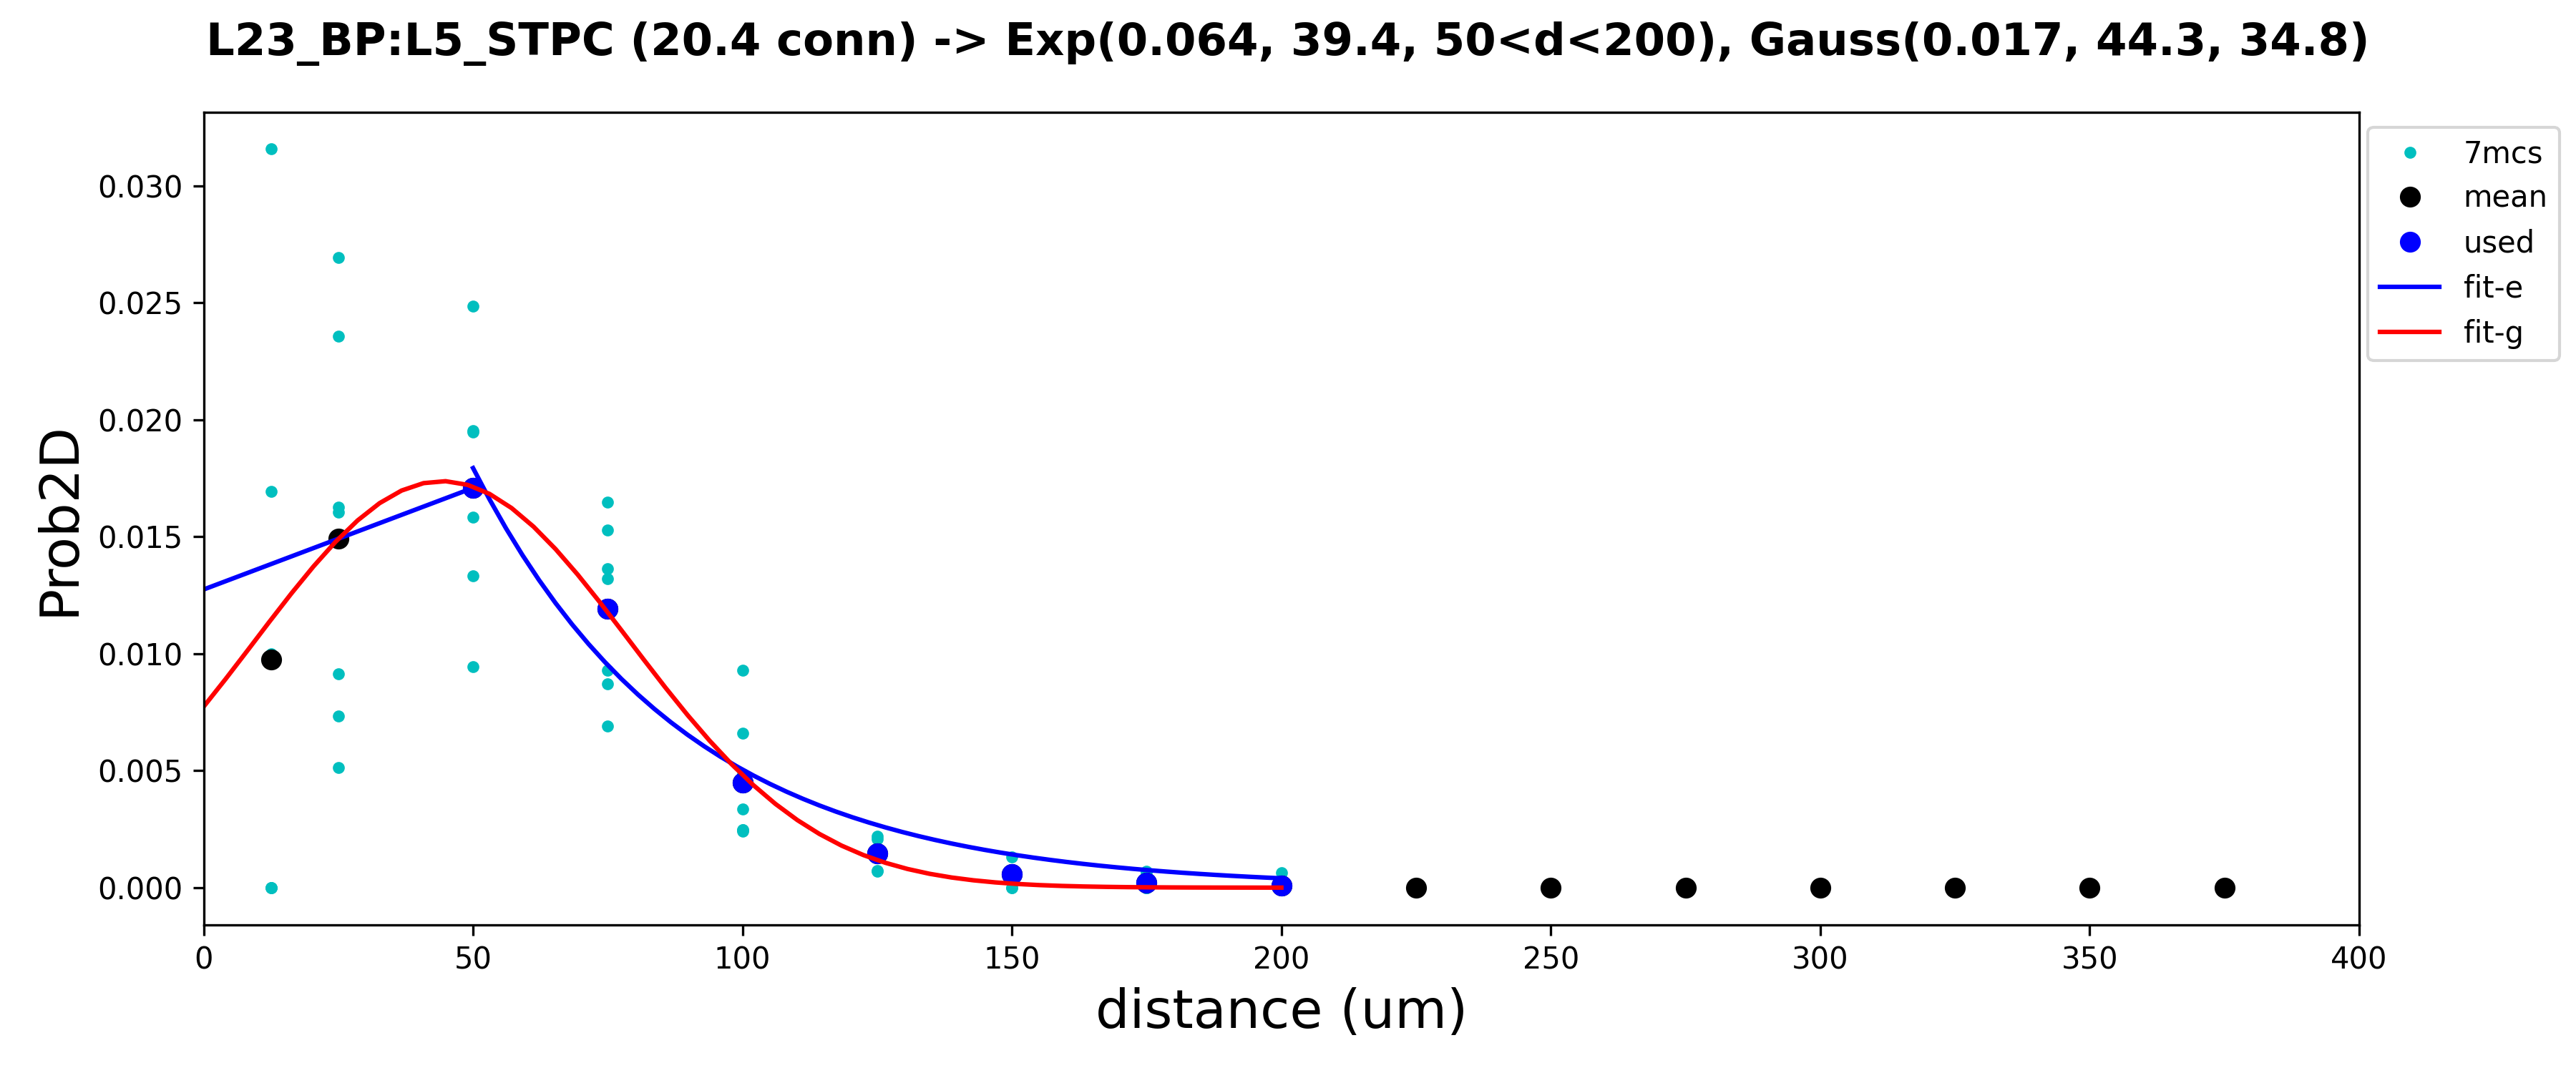 L23_BP:L5_STPC (20.4 conn) -> Exp(0.064, 39.4, 50<d<200), Gauss(0.017, 44.3, 34.8)
7mcs
mean
used
fit-e
fit-g
Prob2D
0.030
0.025
0.020
0.015
0.010
0.005
0.000
0 50 100 150 200 250 300 350 400
distance (um)